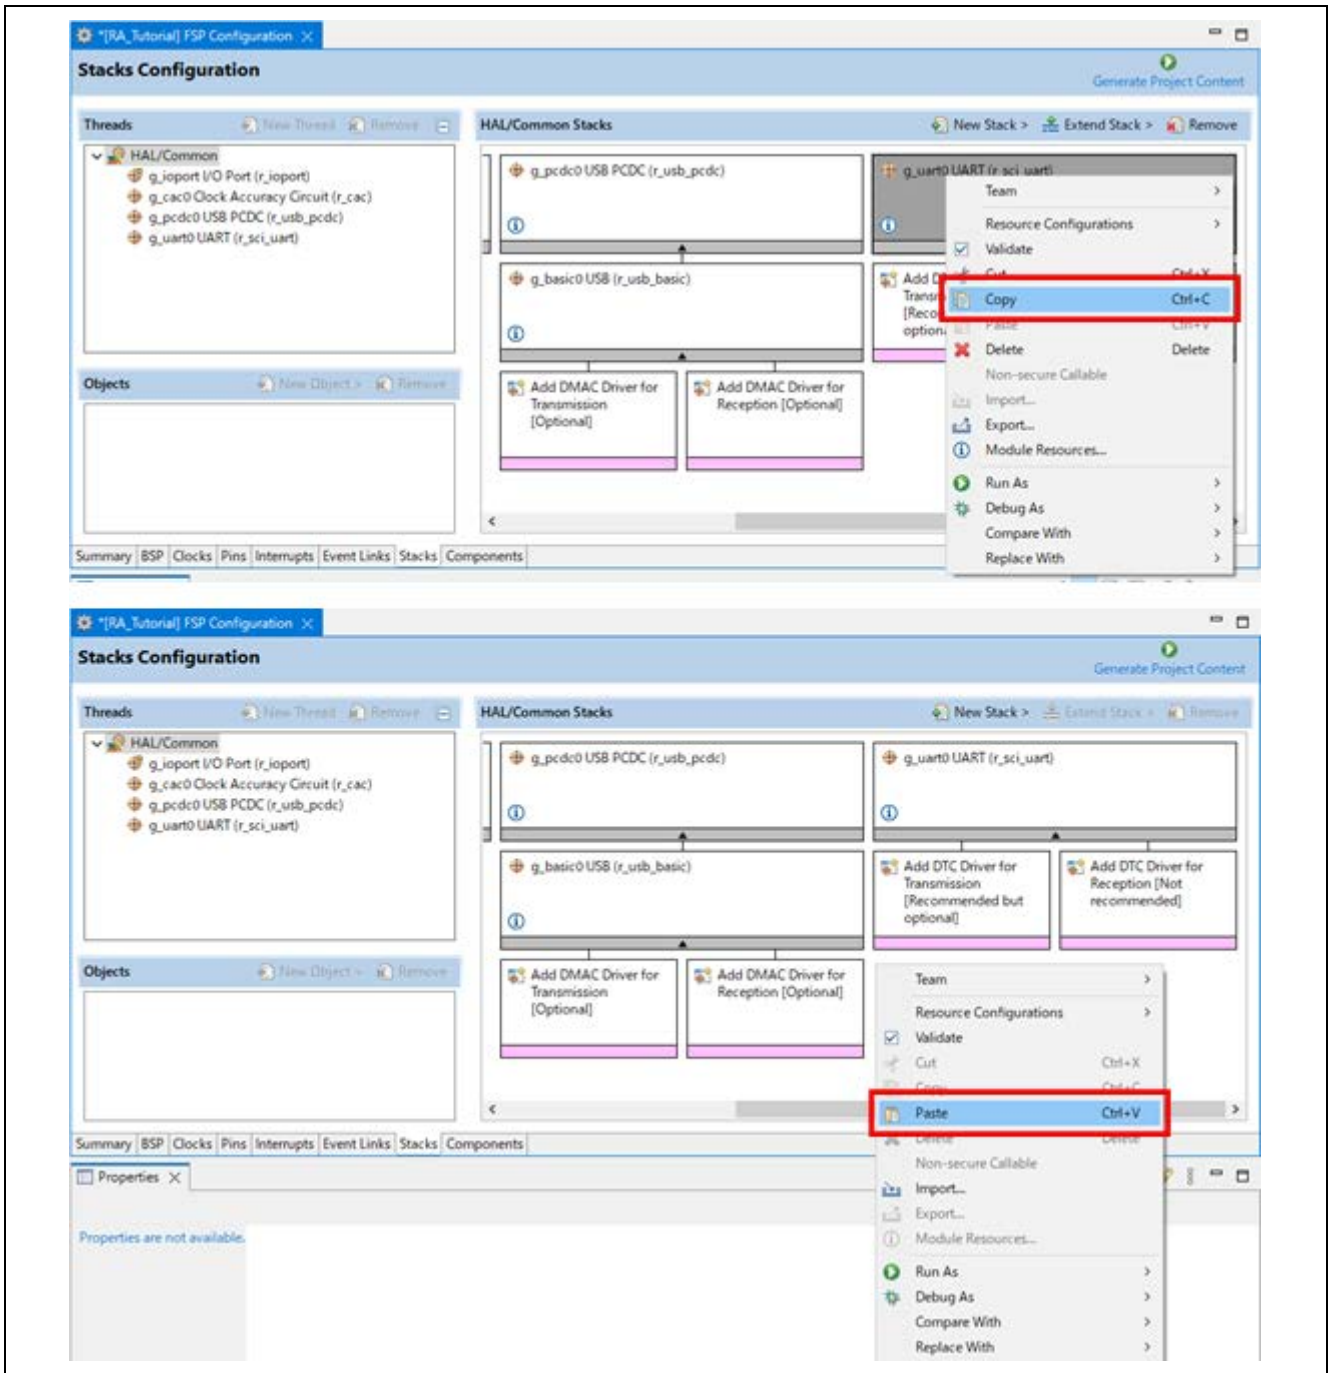 *[RA_Tutorial] FSP Configuration
Stacks Configuration
Generate Project Content
Threads
New Thread
Remove
HAL/Common
g_ioport I/O Port (r_ioport)
g_cac0 Clock Accuracy Circuit (r_cac)
g_pcdc0 USB PCDC (r_usb_pcdc)
g_uart0 UART (r_sci_uart)
Objects
New Object >
Remove
HAL/Common Stacks
New Stack >
Extend Stack >
Remove
g_pcdc0 USB PCDC (r_usb_pcdc)
g_uart0 UART (r_sci_uart)
g_basic0 USB (r_usb_basic)
Add DMAC Driver for
Transmission
[Optional]
Add DMAC Driver for
Reception [Optional]
Team
Resource Configurations
Validate
Cut Ctrl+X
Copy Ctrl+C
Paste Ctrl+V
Delete Delete
Non-secure Callable
Import...
Export...
Module Resources...
Run As
Debug As
Compare With
Replace With
Summary BSP Clocks Pins Interrupts Event Links Stacks Components
*[RA_Tutorial] FSP Configuration
Stacks Configuration
Generate Project Content
Threads
New Thread
Remove
HAL/Common
g_ioport I/O Port (r_ioport)
g_cac0 Clock Accuracy Circuit (r_cac)
g_pcdc0 USB PCDC (r_usb_pcdc)
g_uart0 UART (r_sci_uart)
Objects
New Object >
Remove
HAL/Common Stacks
New Stack >
Extend Stack >
Remove
g_pcdc0 USB PCDC (r_usb_pcdc)
g_uart0 UART (r_sci_uart)
g_basic0 USB (r_usb_basic)
Add DTC Driver for
Transmission
[Recommended but
optional]
Add DTC Driver for
Reception [Not
recommended]
Add DMAC Driver for
Transmission
[Optional]
Add DMAC Driver for
Reception [Optional]
Team
Resource Configurations
Validate
Cut Ctrl+X
Copy Ctrl+C
Paste Ctrl+V
Delete Delete
Non-secure Callable
Import...
Export...
Module Resources...
Run As
Debug As
Compare With
Replace With
Summary BSP Clocks Pins Interrupts Event Links Stacks Components
Properties
Properties are not available.